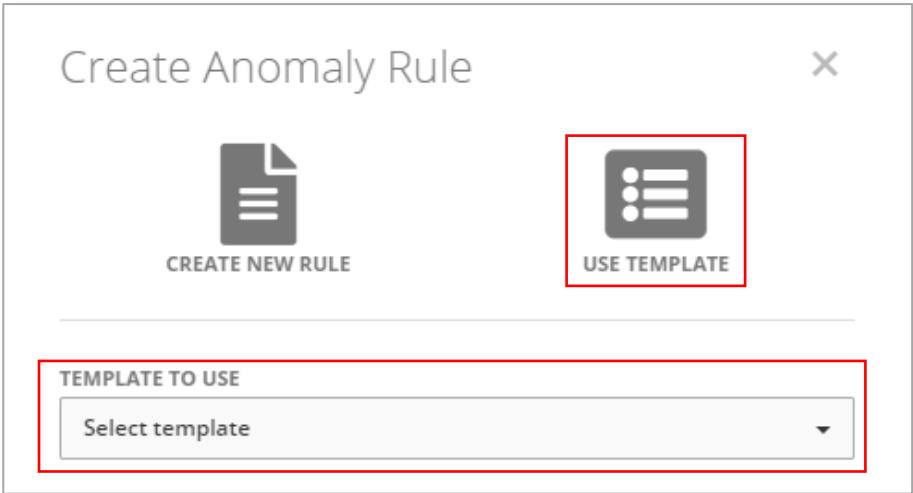 Create Anomaly Rule
CREATE NEW RULE
USE TEMPLATE
TEMPLATE TO USE
Select template